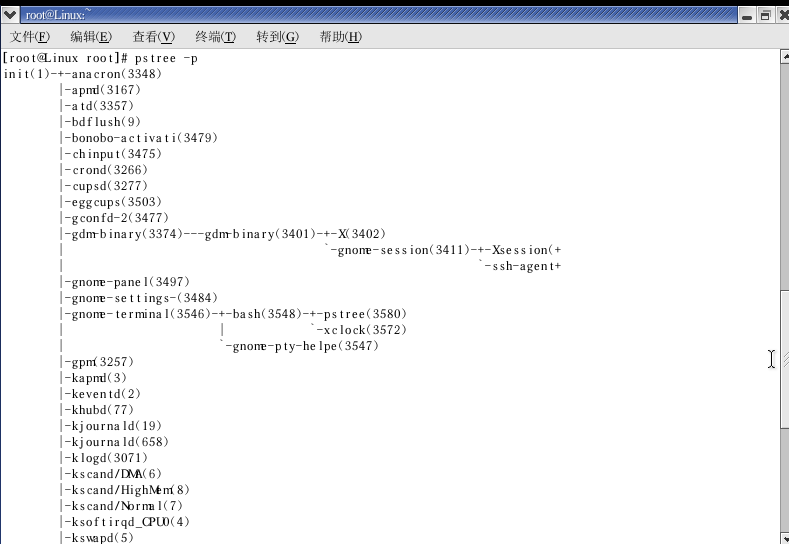 root@Linux:~
文件(F) 编辑(E) 查看(V) 终端(T) 转到(G) 帮助(H)
[root@Linux root]# pstree -p
init(1)-+-anacron(3348)
        |-apmd(3167)
        |-atd(3357)
        |-bdflush(9)
        |-bonobo-activati(3479)
        |-chinput(3475)
        |-crond(3266)
        |-cupsd(3277)
        |-eggcups(3503)
        |-gconfd-2(3477)
        |-gdm-binary(3374)---gdm-binary(3401)-+-X(3402)
        |                                     `-gnome-session(3411)-+-Xsession(+
        |                                                           `-ssh-agent+
        |-gnome-panel(3497)
        |-gnome-settings-(3484)
        |-gnome-terminal(3546)-+-bash(3548)-+-pstree(3580)
        |                      |            `-xclock(3572)
        |                      `-gnome-pty-helpe(3547)
        |-gpm(3257)
        |-kapmd(3)
        |-keventd(2)
        |-khubd(77)
        |-kjournald(19)
        |-kjournald(658)
        |-klogd(3071)
        |-kscand/DMA(6)
        |-kscand/HighMem(8)
        |-kscand/Normal(7)
        |-ksoftirqd_CPU0(4)
        |-kswapd(5)